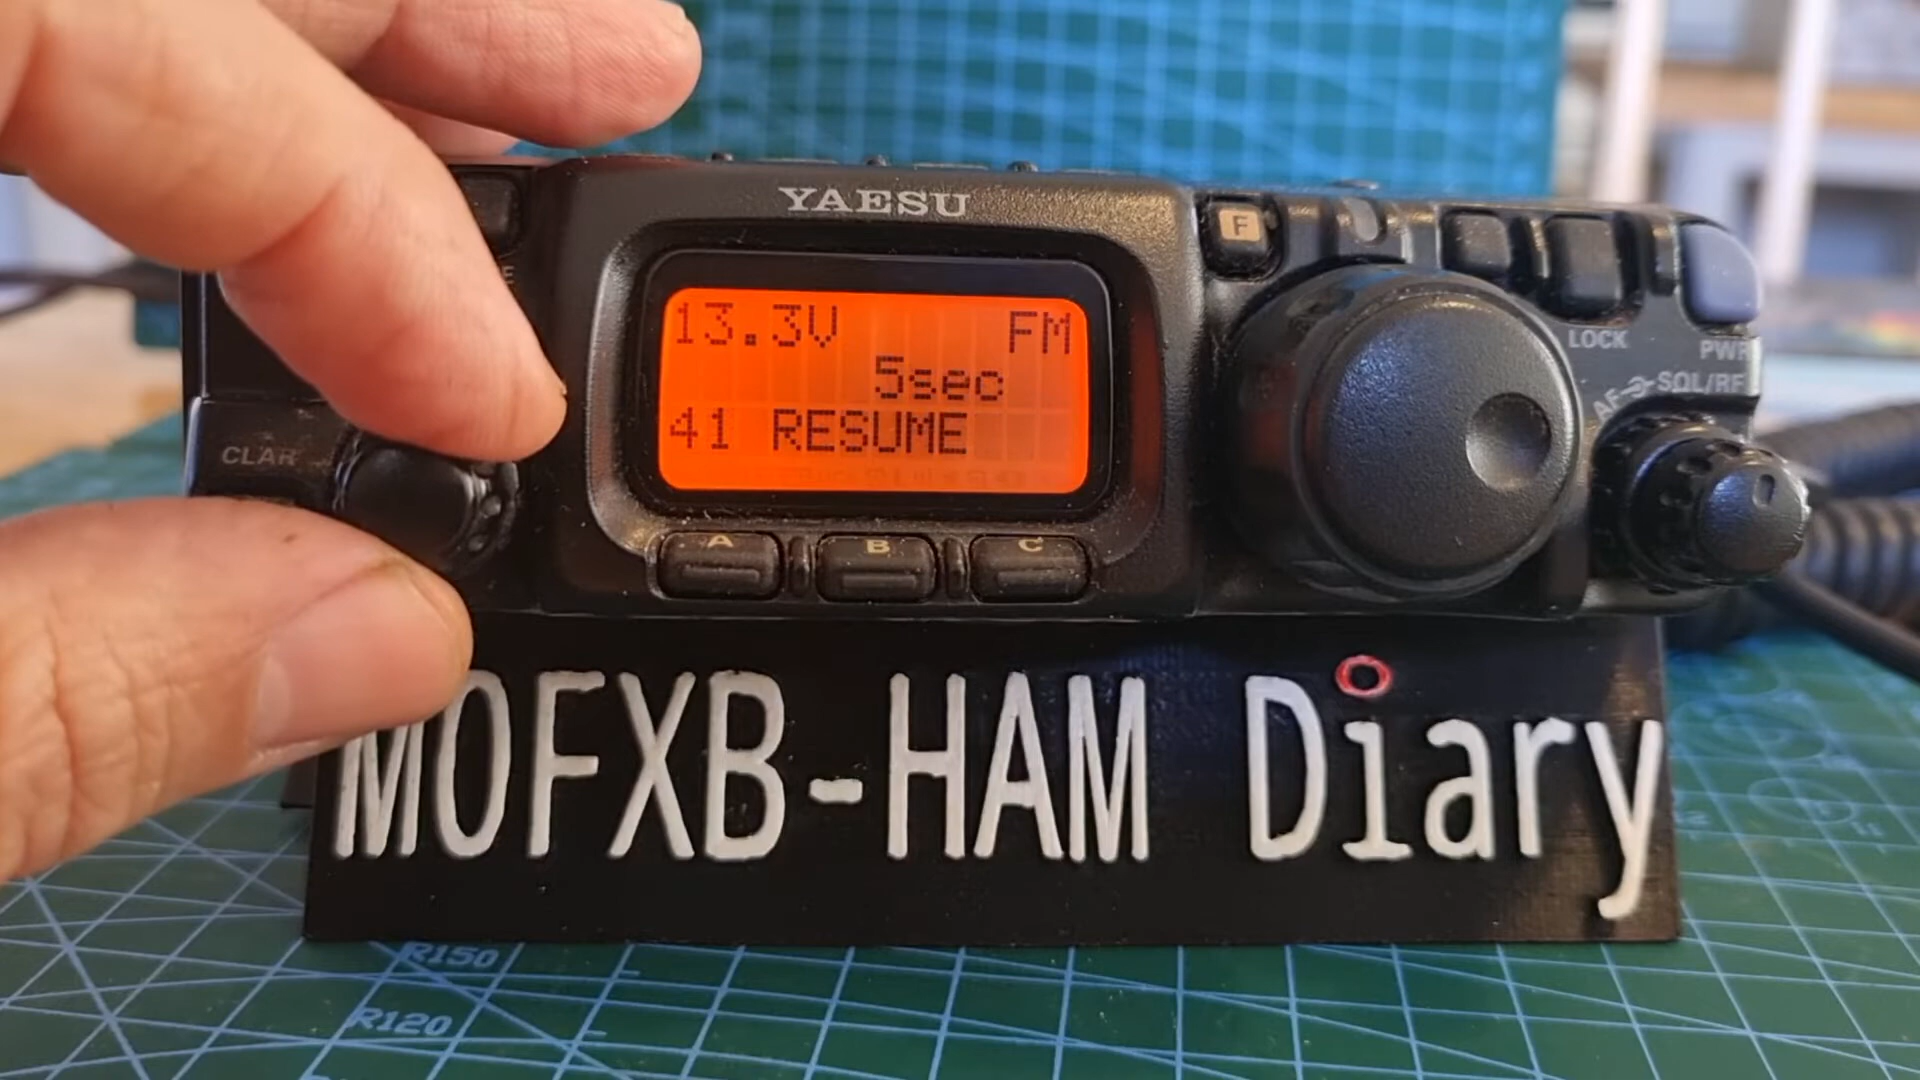 YAESU
F
13.3V FM
5sec
41 RESUME
LOCK
PWR
AF SQL/RF
CLAR
A B C
M0FXB-HAM Diary
R150
R120